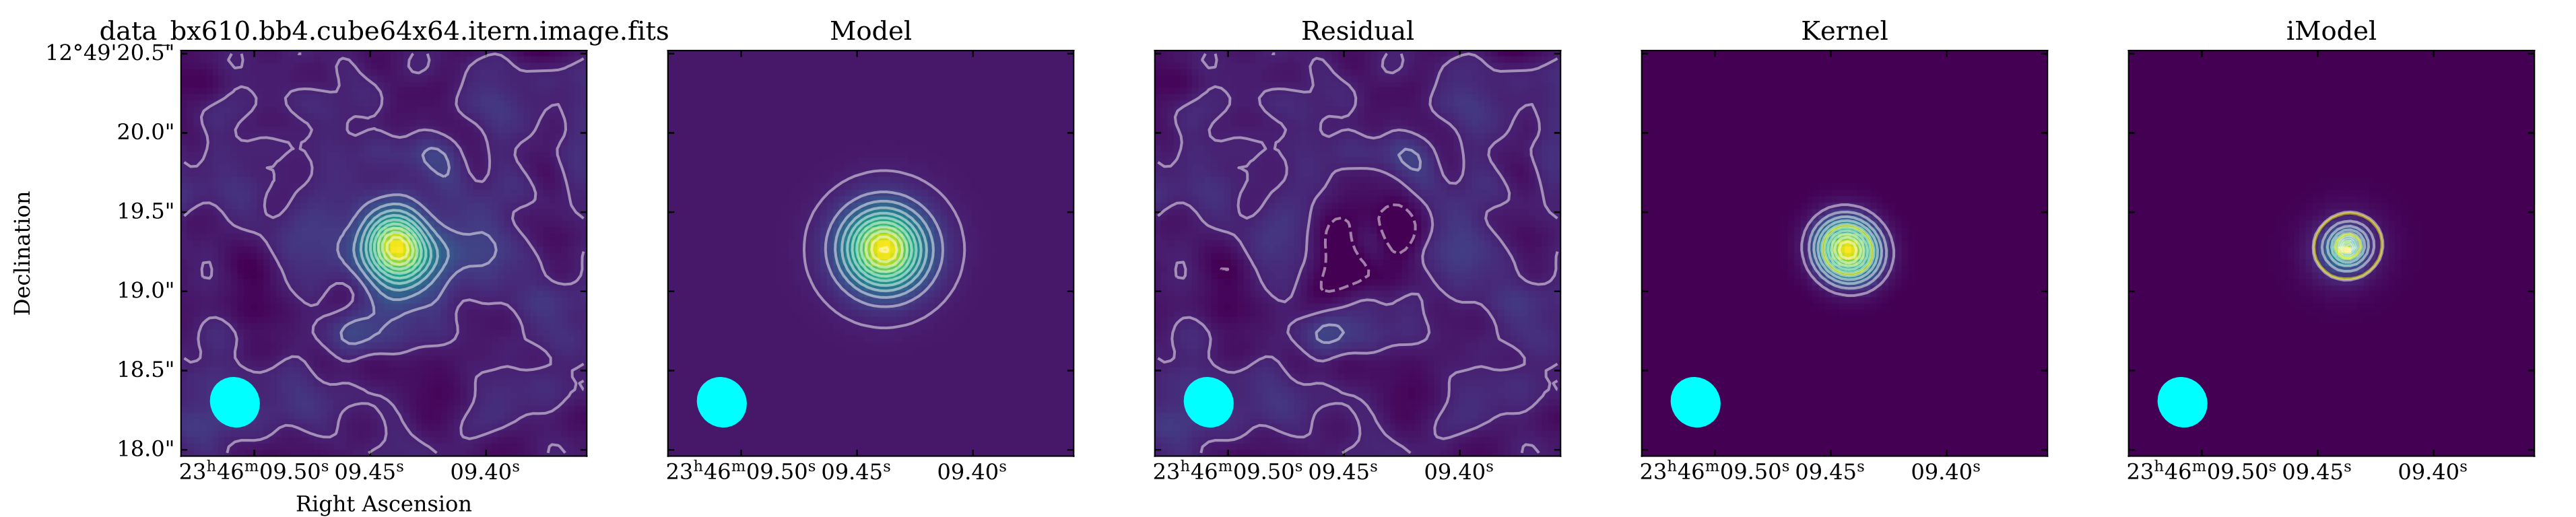 data_bx610.bb4.cube64x64.itern.image.fits
Model
Residual
Kernel
iModel
12°49'20.5"
20.0"
19.5"
19.0"
18.5"
18.0"
Declination
23h46m09.50s 09.45s 09.40s
23h46m09.50s 09.45s 09.40s
23h46m09.50s 09.45s 09.40s
23h46m09.50s 09.45s 09.40s
23h46m09.50s 09.45s 09.40s
Right Ascension